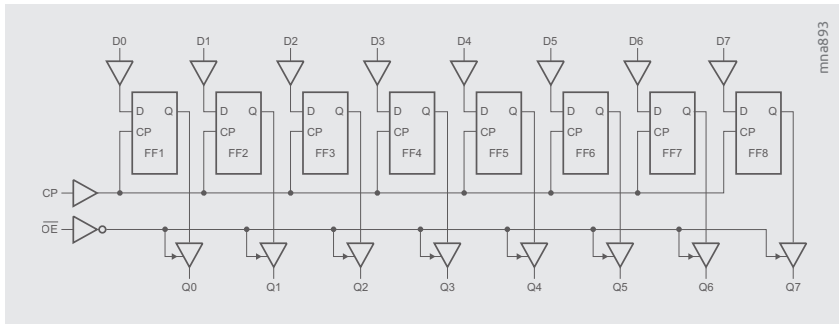 mna893
D0 D1 D2 D3 D4 D5 D6 D7
D Q D Q D Q D Q D Q D Q D Q D Q
CP CP CP CP CP CP CP CP
FF1 FF2 FF3 FF4 FF5 FF6 FF7 FF8
CP
OE
Q0 Q1 Q2 Q3 Q4 Q5 Q6 Q7